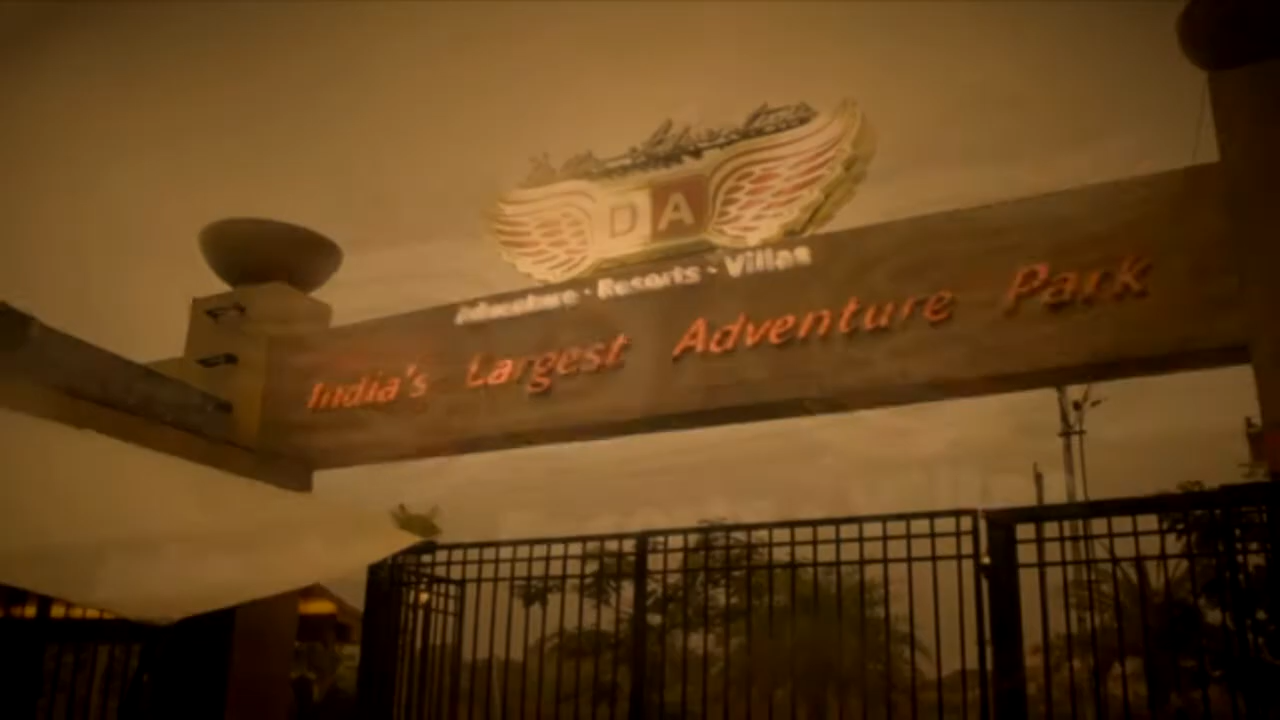 DA
Adventure · Resorts · Villas
India's Largest Adventure Park